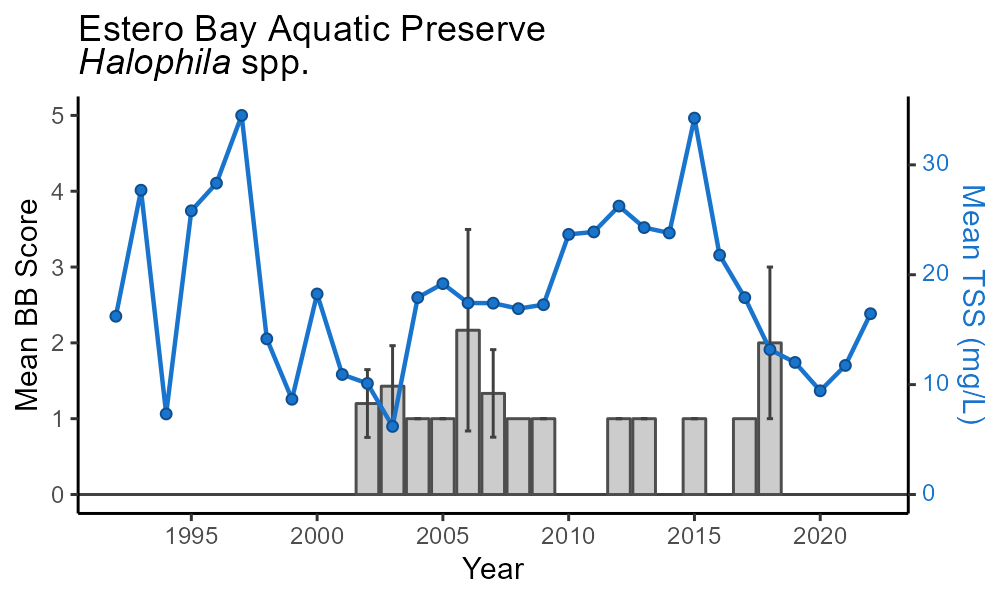 Estero Bay Aquatic Preserve
Halophila spp.
5
4
3
2
1
0
Mean BB Score
30
20
10
0
Mean TSS (mg/L)
1995 2000 2005 2010 2015 2020
Year